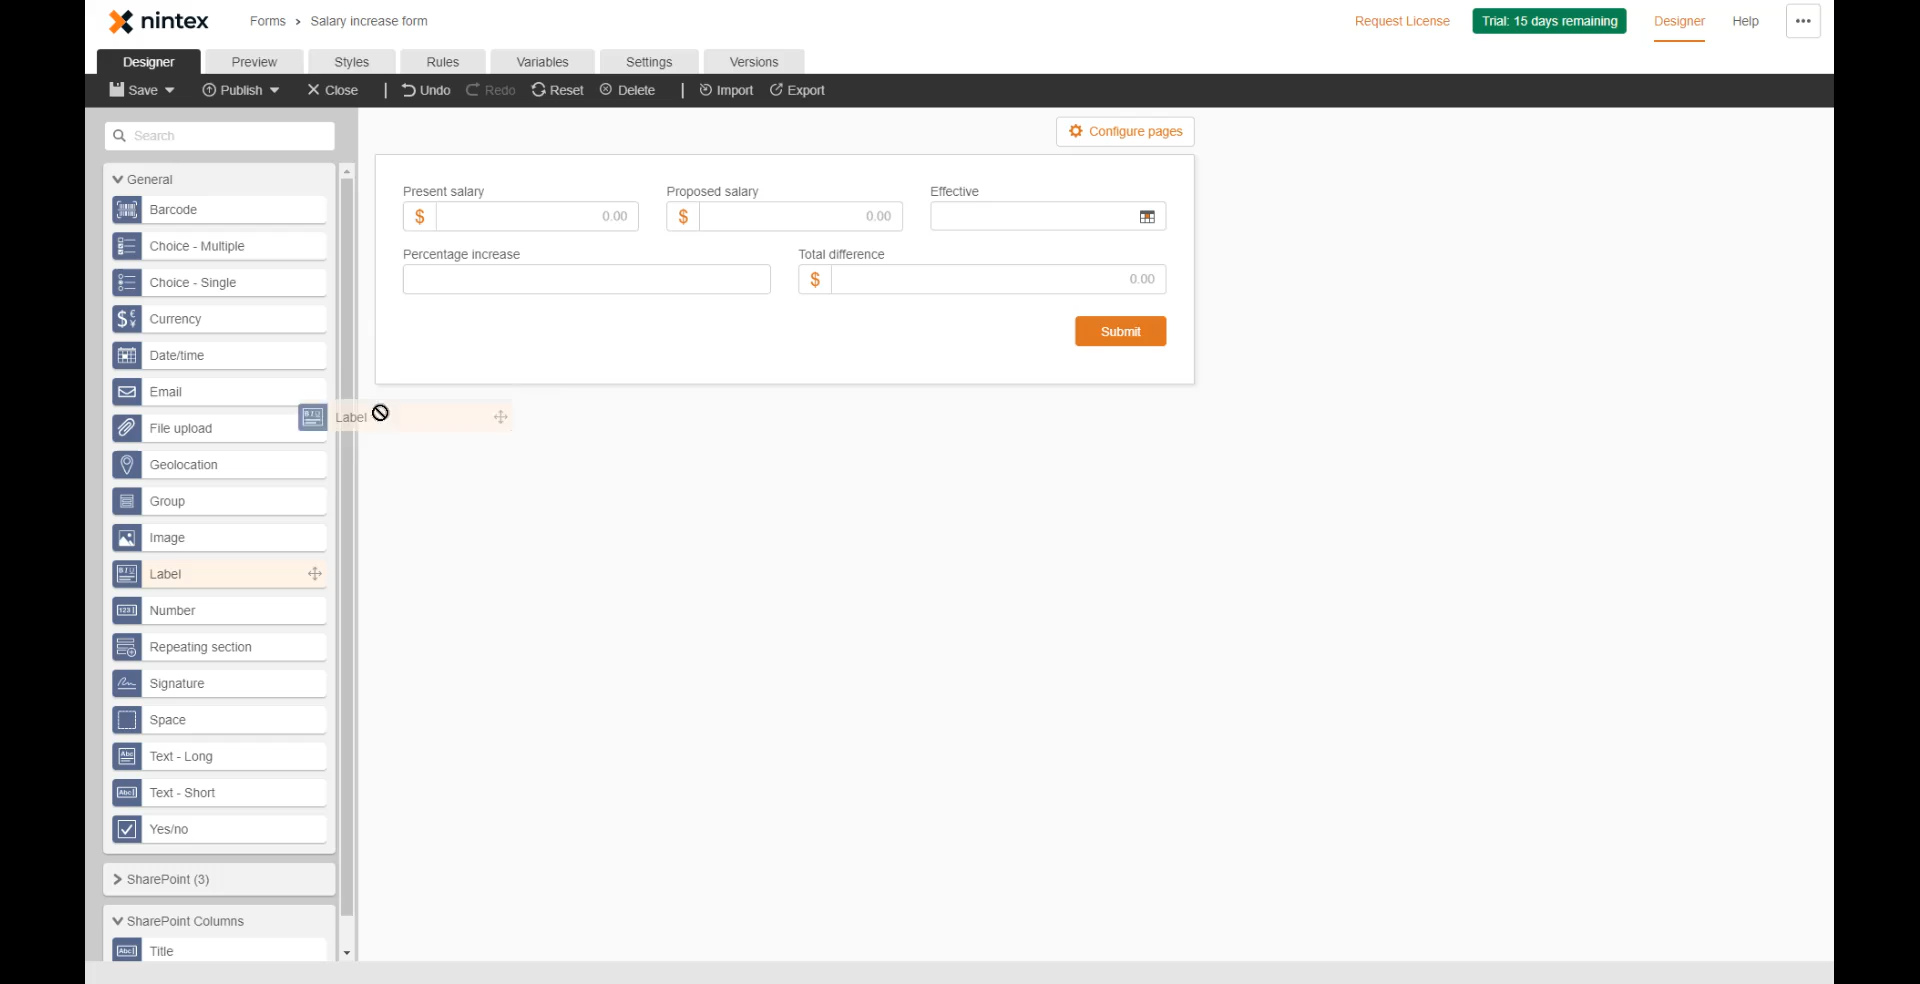 nintex Forms > Salary increase form Request License Trial: 15 days remaining Designer Help
Designer Preview Styles Rules Variables Settings Versions
Save Publish Close | Undo Redo Reset Delete | Import Export
Search
Configure pages
General
Barcode
Choice - Multiple
Choice - Single
Currency
Date/time
Email
File upload
Geolocation
Group
Image
Label
Number
Repeating section
Signature
Space
Text - Long
Text - Short
Yes/no
SharePoint (3)
SharePoint Columns
Title
Present salary Proposed salary Effective
$ 0.00 $ 0.00
Percentage increase Total difference
$ 0.00
Submit
Label